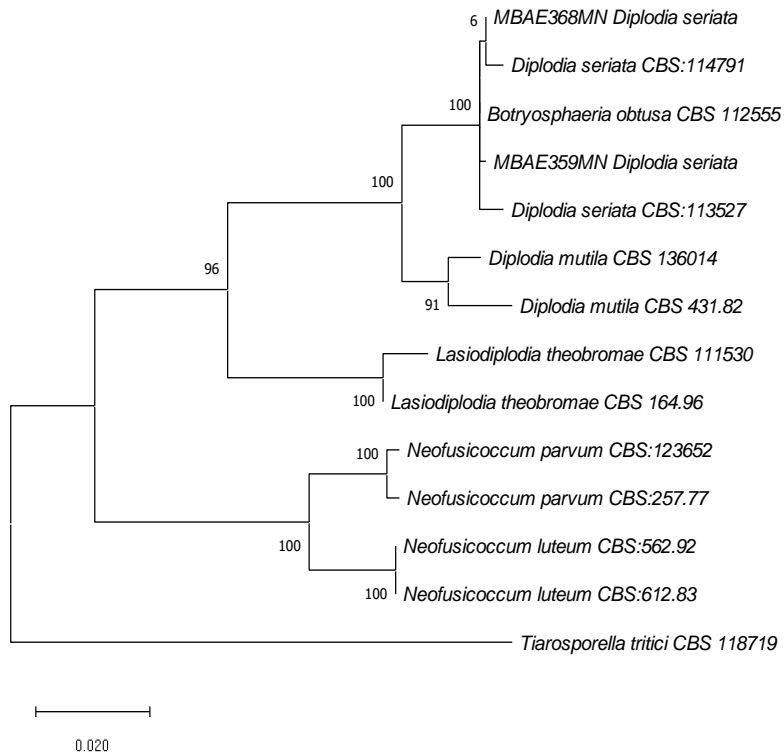 6
MBAE368MN Diplodia seriata
Diplodia seriata CBS:114791
100
Botryosphaeria obtusa CBS 112555
MBAE359MN Diplodia seriata
100
Diplodia seriata CBS:113527
96
Diplodia mutila CBS 136014
91
Diplodia mutila CBS 431.82
Lasiodiplodia theobromae CBS 111530
100
Lasiodiplodia theobromae CBS 164.96
100
Neofusicoccum parvum CBS:123652
Neofusicoccum parvum CBS:257.77
100
Neofusicoccum luteum CBS:562.92
100
Neofusicoccum luteum CBS:612.83
Tiarosporella tritici CBS 118719
0.020